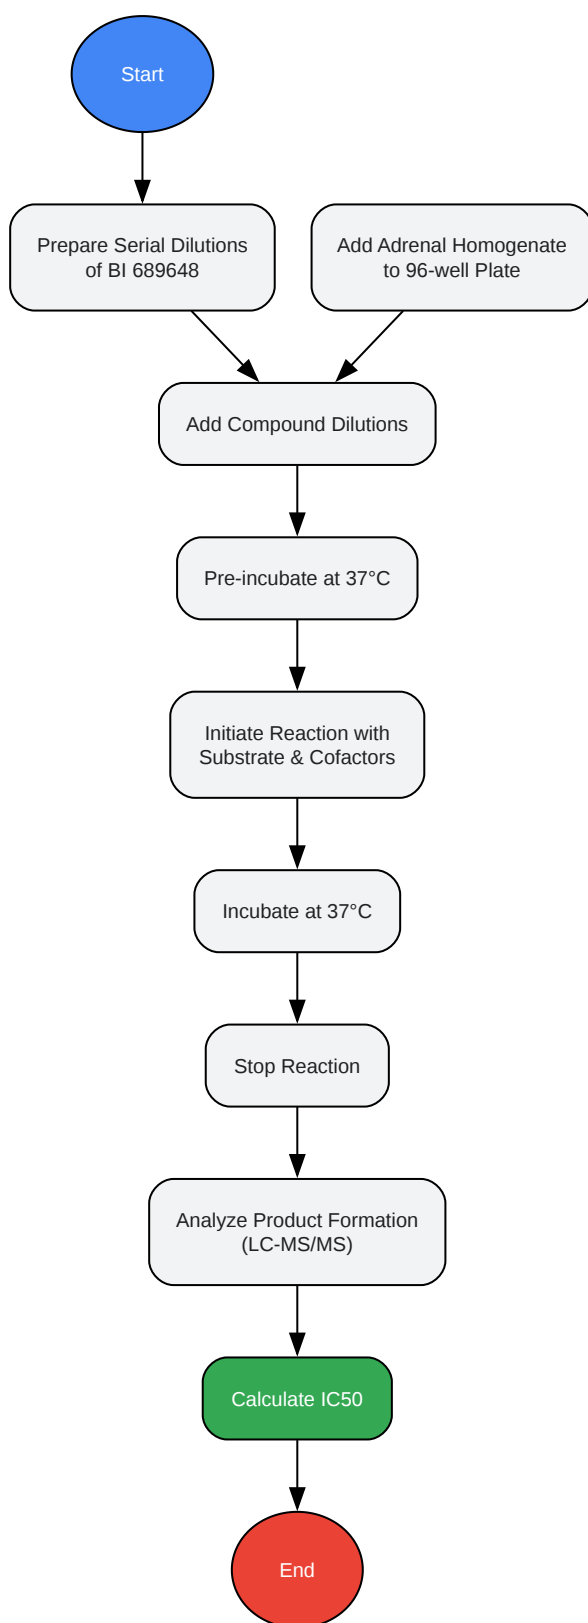 Start
Prepare Serial Dilutions
of BI 689648
Add Adrenal Homogenate
to 96-well Plate
Add Compound Dilutions
Pre-incubate at 37°C
Initiate Reaction with
Substrate & Cofactors
Incubate at 37°C
Stop Reaction
Analyze Product Formation
(LC-MS/MS)
Calculate IC50
End